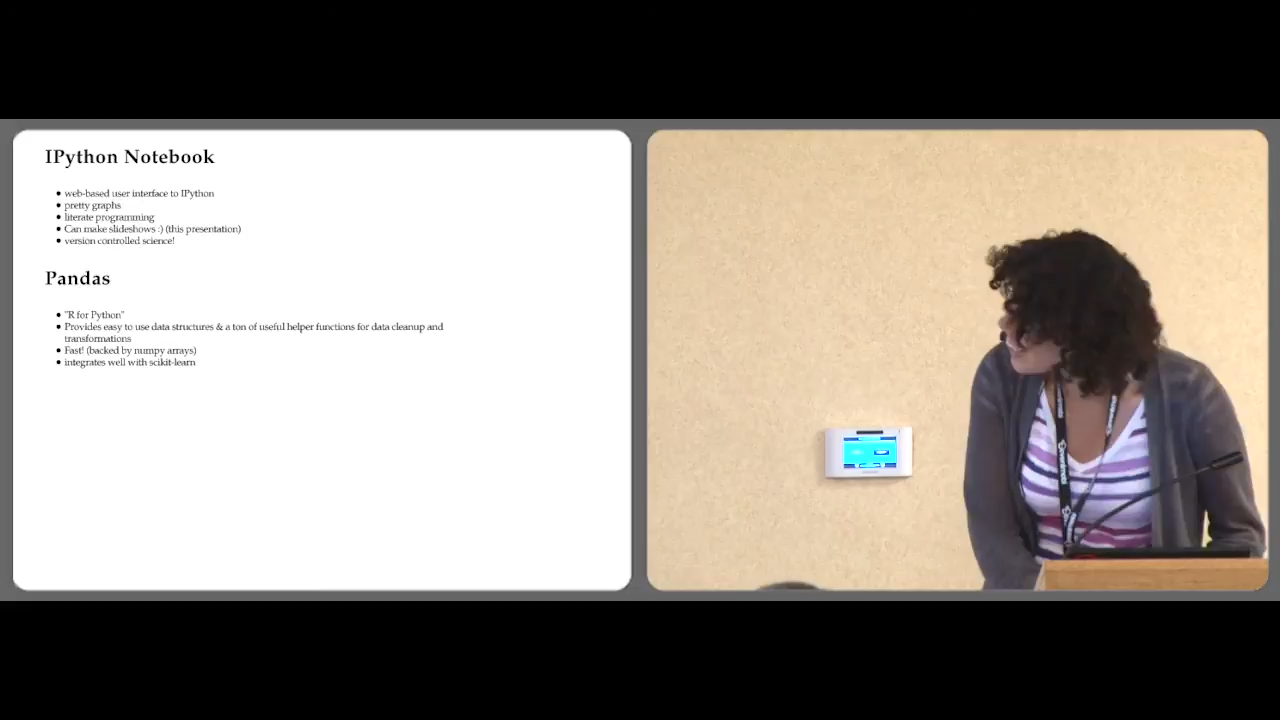 IPython Notebook
● web-based user interface to IPython
● pretty graphs
● literate programming
● Can make slideshows :) (this presentation)
● version controlled science!
Pandas
● "R for Python"
● Provides easy to use data structures & a ton of useful helper functions for data cleanup and
transformations
● Fast! (backed by numpy arrays)
● integrates well with scikit-learn